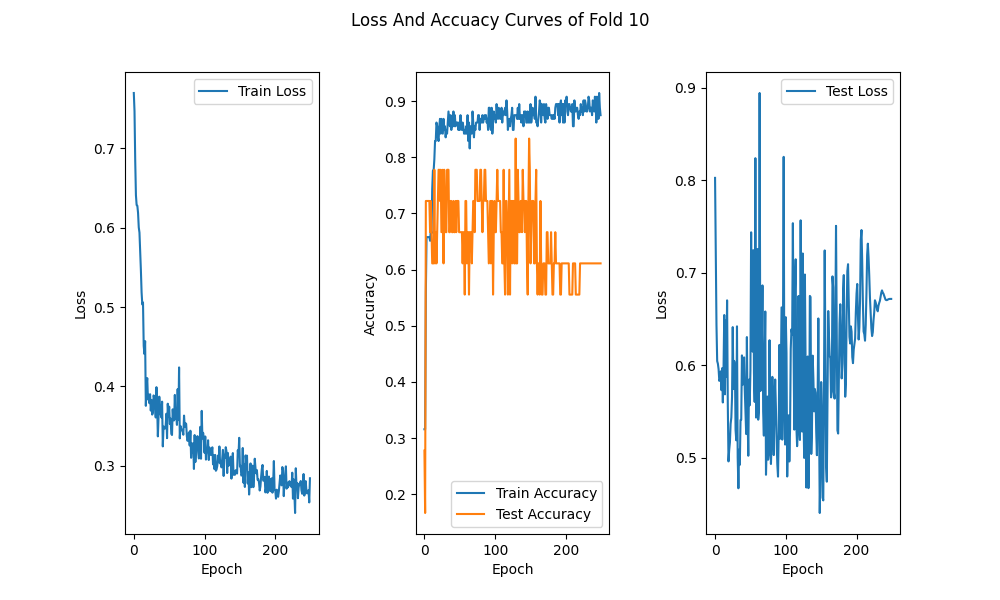 Loss And Accuacy Curves of Fold 10
Train Loss
0.7
0.6
0.5
0.4
0.3
Loss
0 100 200
Epoch
0.9
0.8
0.7
0.6
0.5
0.4
0.3
0.2
Accuracy
Train Accuracy
Test Accuracy
0 100 200
Epoch
Test Loss
0.9
0.8
0.7
0.6
0.5
Loss
0 100 200
Epoch